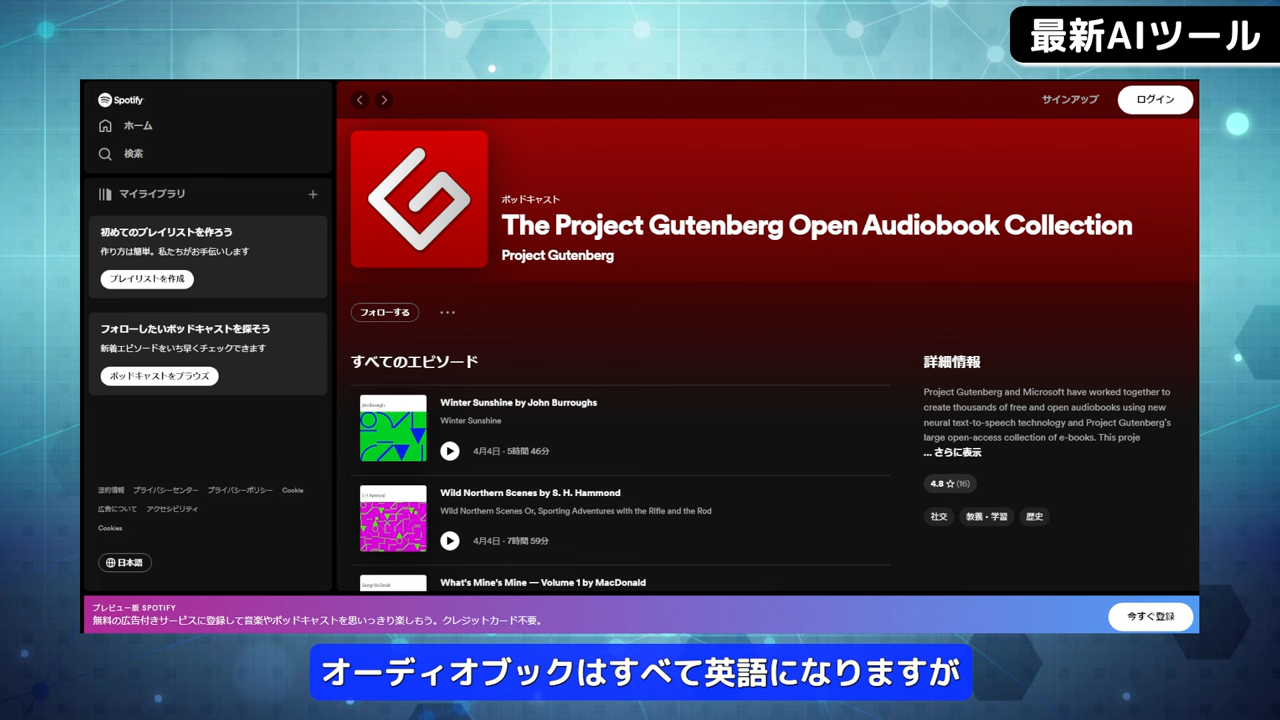 最新AIツール
Spotify
ホーム
検索
マイライブラリ
初めてのプレイリストを作ろう
作り方は簡単。私たちがお手伝いします
プレイリストを作成
フォローしたいポッドキャストを探そう
新着エピソードをいち早くチェックできます
ポッドキャストをブラウズ
法的情報 プライバシーセンター プライバシーポリシー Cookie
広告について アクセシビリティ
Cookies
日本語
サインアップ
ログイン
ポッドキャスト
The Project Gutenberg Open Audiobook Collection
Project Gutenberg
フォローする
すべてのエピソード
Winter Sunshine by John Burroughs
Winter Sunshine
4月4日 · 5時間 46分
Wild Northern Scenes by S. H. Hammond
Wild Northern Scenes Or, Sporting Adventures with the Rifle and the Rod
4月4日 · 7時間 59分
What's Mine's Mine — Volume 1 by MacDonald
詳細情報
Project Gutenberg and Microsoft have worked together to
create thousands of free and open audiobooks using new
neural text-to-speech technology and Project Gutenberg's
large open-access collection of e-books. This proje
... さらに表示
4.8 ☆ (16)
社交 教養・学習 歴史
プレビュー版 SPOTIFY
無料の広告付きサービスに登録して音楽やポッドキャストを思いっきり楽しもう。クレジットカード不要。
今すぐ登録
オーディオブックはすべて英語になりますが